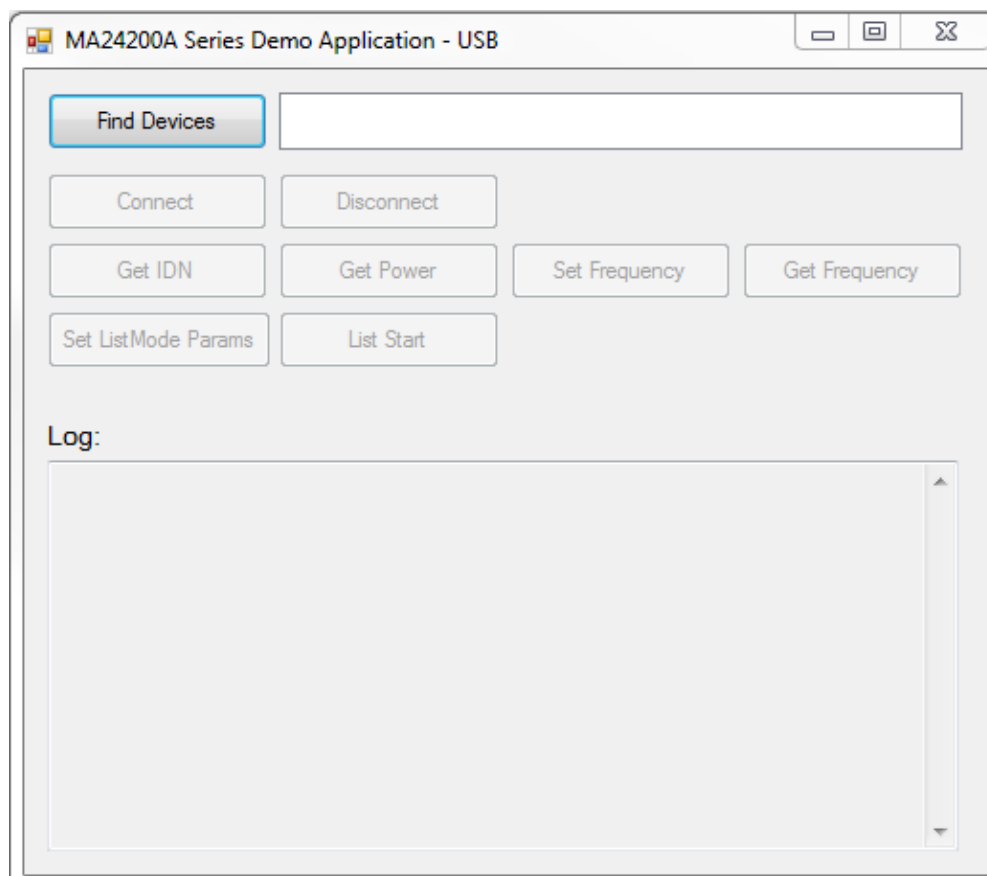 MA24200A Series Demo Application - USB
Find Devices
Connect Disconnect
Get IDN Get Power Set Frequency Get Frequency
Set ListMode Params List Start
Log: